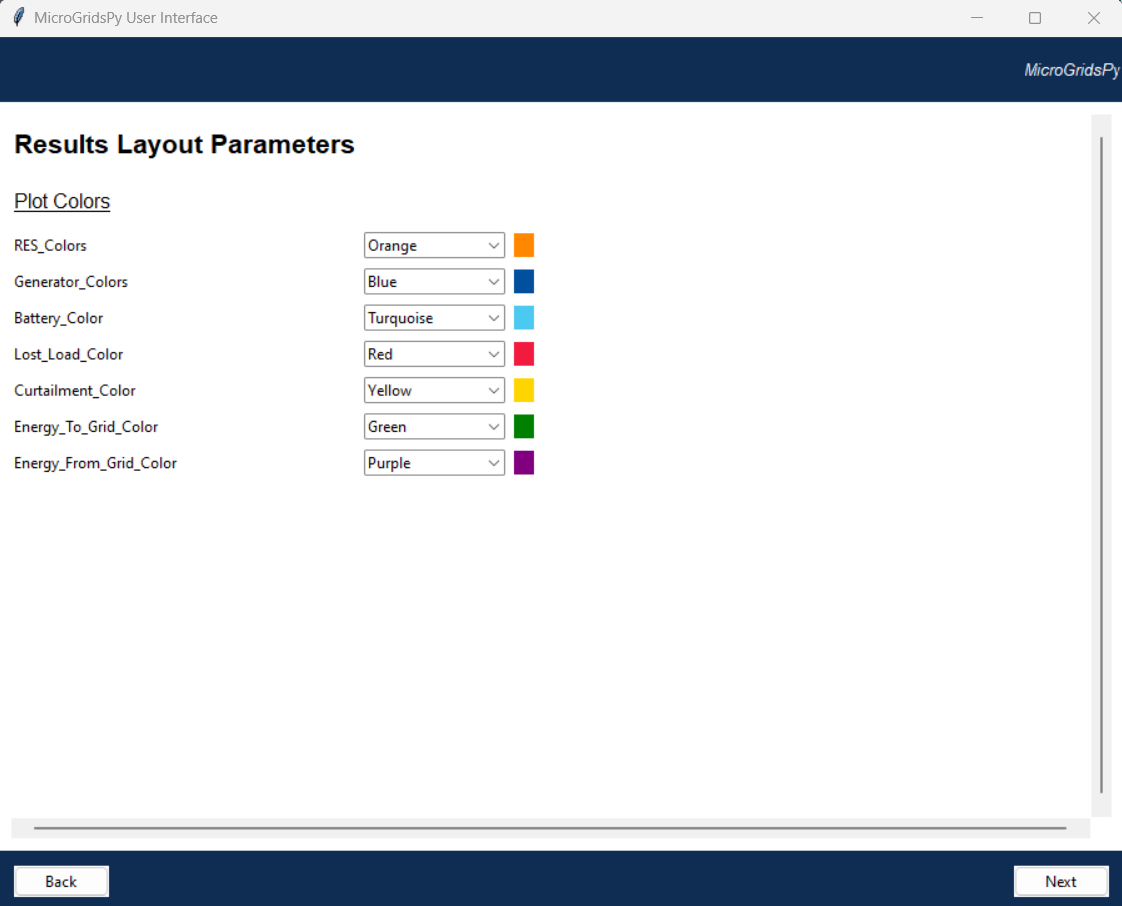 MicroGridsPy User Interface
MicroGridsPy
Results Layout Parameters
Plot Colors
RES_Colors Orange
Generator_Colors Blue
Battery_Color Turquoise
Lost_Load_Color Red
Curtailment_Color Yellow
Energy_To_Grid_Color Green
Energy_From_Grid_Color Purple
Back Next